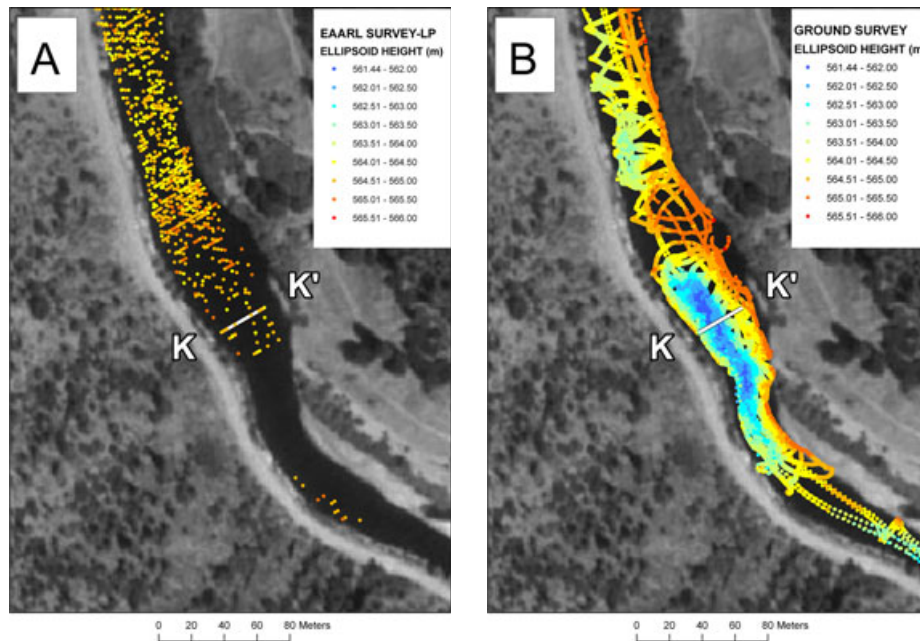 A
EAARL SURVEY-LP
ELLIPSOID HEIGHT (m)
561.44 - 562.00
562.01 - 562.50
562.51 - 563.00
563.01 - 563.50
563.51 - 564.00
564.01 - 564.50
564.51 - 565.00
565.01 - 565.50
565.51 - 566.00
K'
K
0 20 40 60 80 Meters
B
GROUND SURVEY
ELLIPSOID HEIGHT (m
561.44 - 562.00
562.01 - 562.50
562.51 - 563.00
563.01 - 563.50
563.51 - 564.00
564.01 - 564.50
564.51 - 565.00
565.01 - 565.50
565.51 - 566.00
K'
K
0 20 40 60 80 Meters